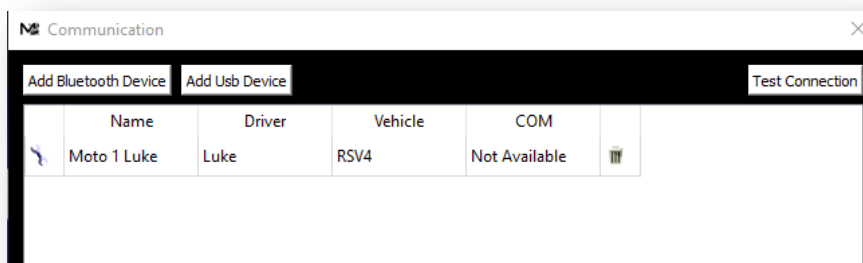 Communication
Add Bluetooth Device Add Usb Device Test Connection
Name Driver Vehicle COM
Moto 1 Luke Luke RSV4 Not Available